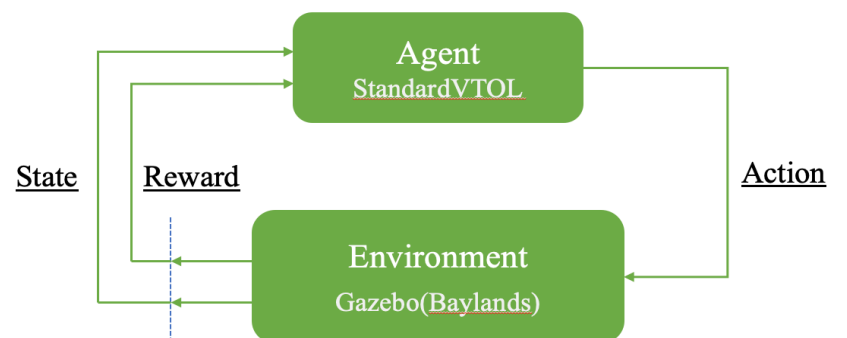 Agent
StandardVTOL
State
Reward
Action
Environment
Gazebo(Baylands)